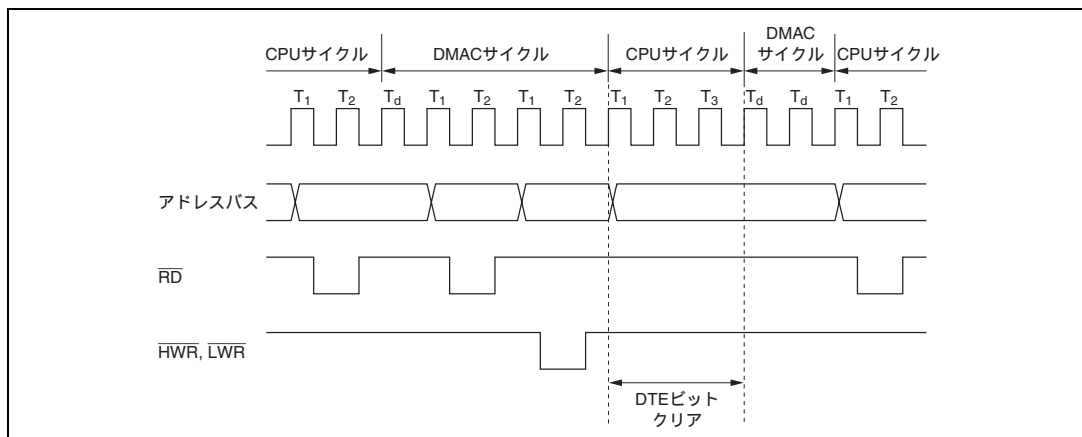 DMAC
CPUサイクル DMACサイクル CPUサイクル サイクル CPUサイクル
T1 T2 Td T1 T2 T1 T2 T1 T2 T3 Td Td T1 T2
アドレスバス
RD
HWR, LWR
DTEビット
クリア